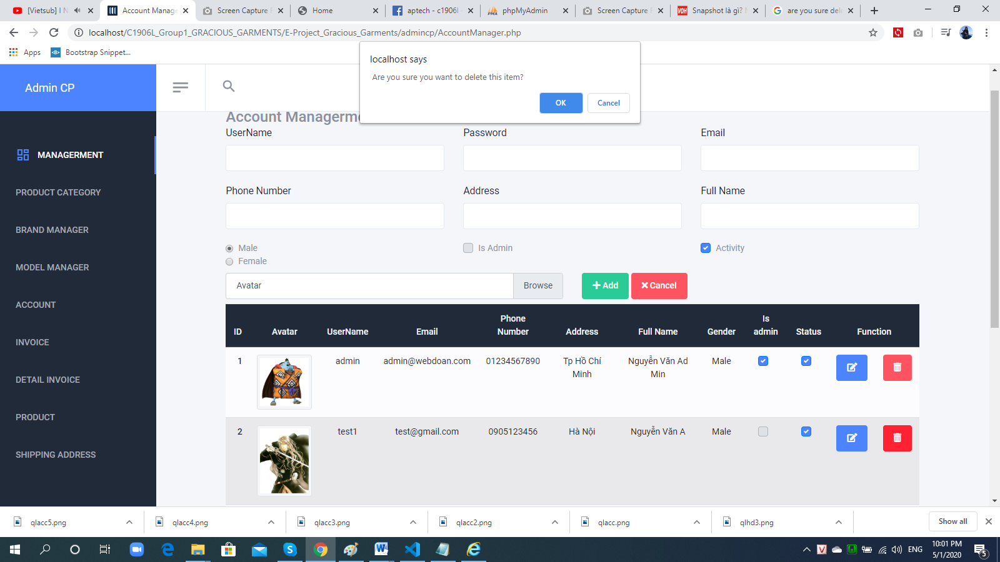 [Vietsub] I N
Account Manage
Screen Capture F
Home
aptech - c1906l
phpMyAdmin
Screen Capture F
VOH Snapshot là gì?
are you sure del
localhost/C1906L_Group1_GRACIOUS_GARMENTS/E-Project_Gracious_Garments/admincp/AccountManager.php
Apps
Bootstrap Snippet...
localhost says
Are you sure you want to delete this item?
OK
Cancel
Admin CP
MANAGERMENT
PRODUCT CATEGORY
BRAND MANAGER
MODEL MANAGER
ACCOUNT
INVOICE
DETAIL INVOICE
PRODUCT
SHIPPING ADDRESS
Account Managerme
UserName
Password
Email
Phone Number
Address
Full Name
Male
Female
Is Admin
Activity
Avatar
Browse
Add
Cancel
ID Avatar UserName Email Phone Number Address Full Name Gender Is admin Status Function
1 admin admin@webdoan.com 01234567890 Tp Hồ Chí Minh Nguyễn Văn Ad Min Male
2 test1 test@gmail.com 0905123456 Hà Nội Nguyễn Văn A Male
qlacc5.png
qlacc4.png
qlacc3.png
qlacc2.png
qlacc.png
qlhd3.png
Show all
ENG
10:01 PM
5/1/2020
5